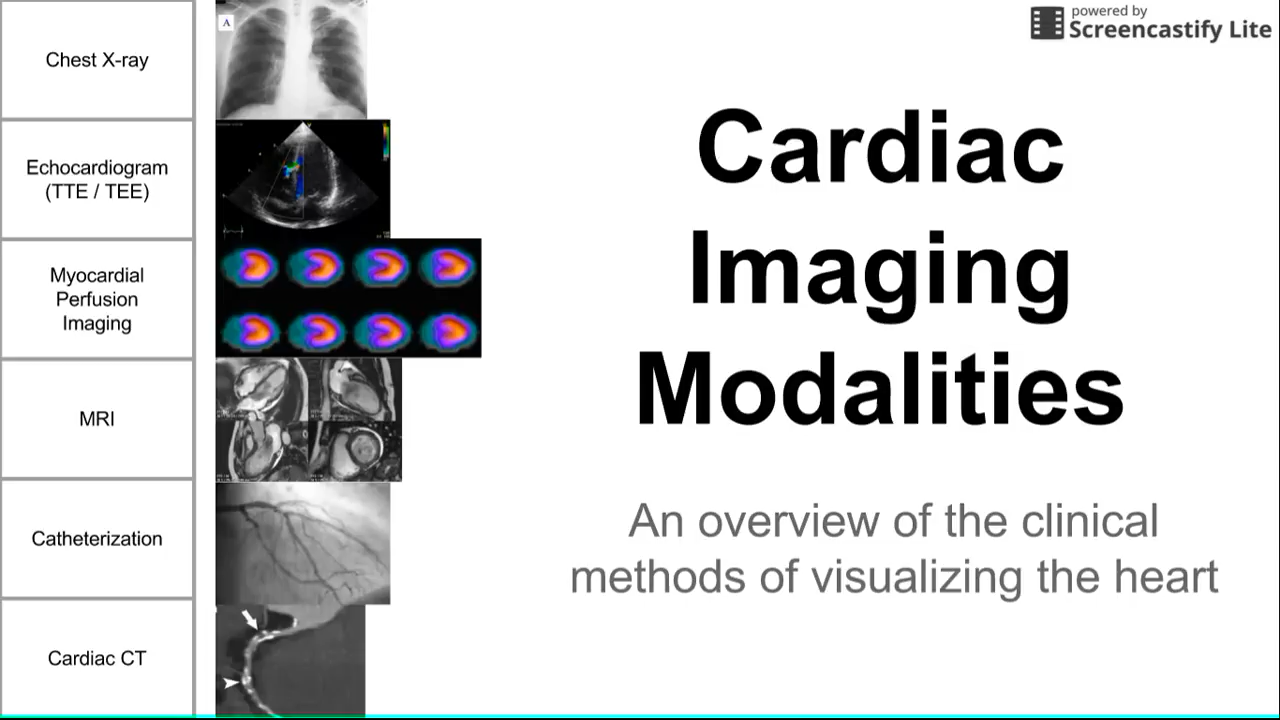 powered by
Screencastify Lite
Chest X-ray
A
Echocardiogram
(TTE / TEE)
Myocardial
Perfusion
Imaging
MRI
Catheterization
Cardiac CT
Cardiac
Imaging
Modalities
An overview of the clinical
methods of visualizing the heart